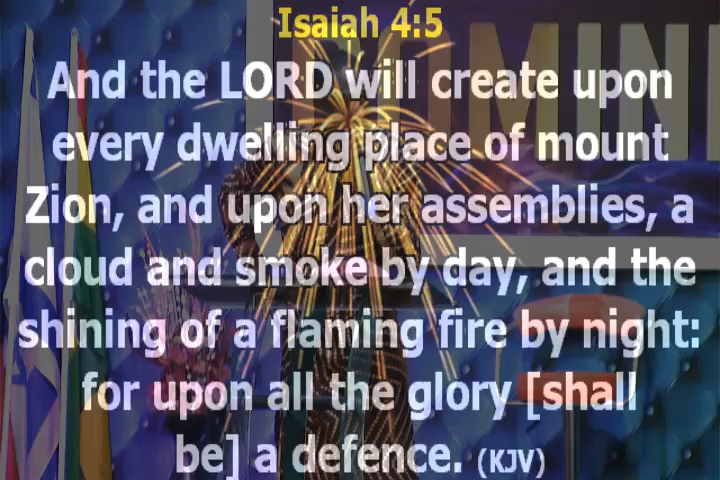 Isaiah 4:5
OMINI
And the LORD will create upon
every dwelling place of mount
Zion, and upon her assemblies, a
cloud and smoke by day, and the
shining of a flaming fire by night:
for upon all the glory [shall
be] a defence. (KJV)